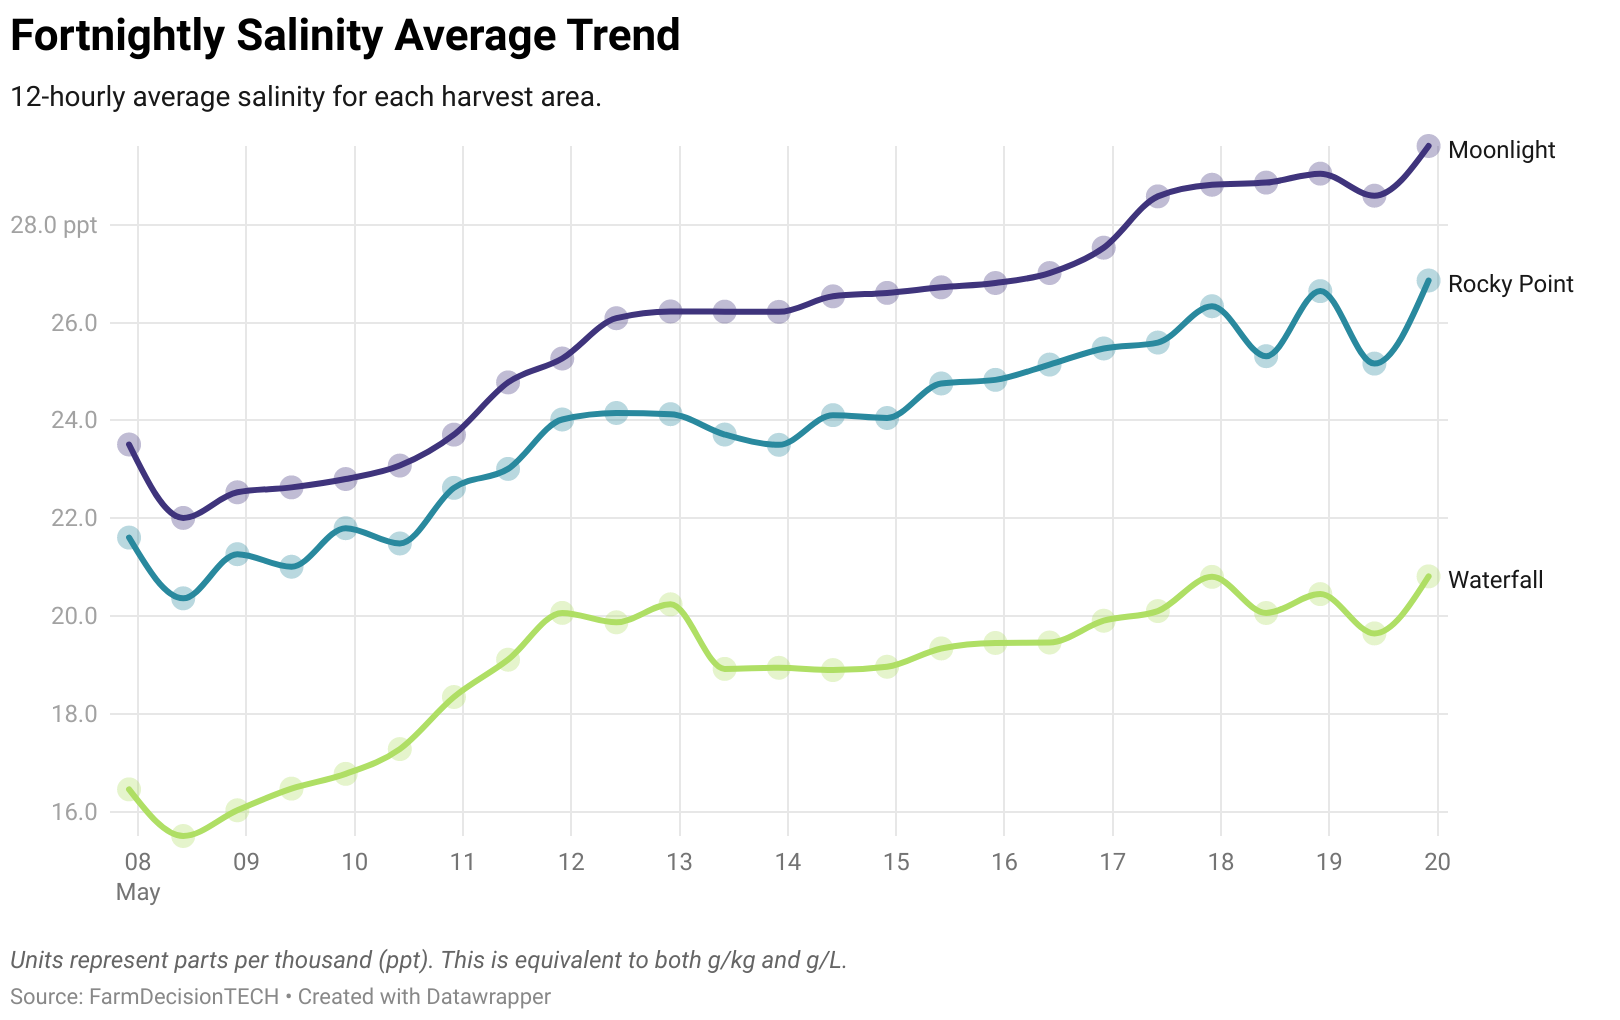 Fortnightly Salinity Average Trend
12-hourly average salinity for each harvest area.
Moonlight
28.0 ppt
Rocky Point
26.0
24.0
22.0
Waterfall
20.0
18.0
16.0
08 09 10 11 12 13 14 15 16 17 18 19 20
May
Units represent parts per thousand (ppt). This is equivalent to both g/kg and g/L.
Source: FarmDecisionTECH • Created with Datawrapper